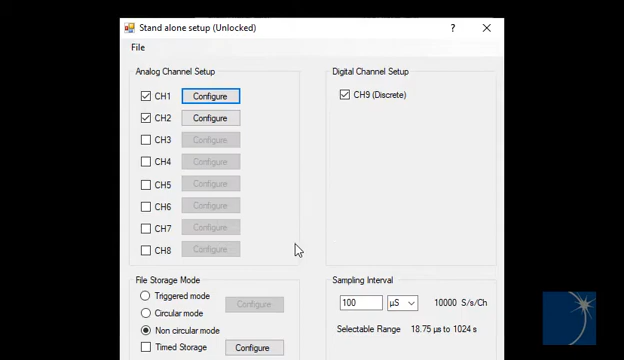 Stand alone setup (Unlocked)
?
File
Analog Channel Setup
CH1 Configure
CH2 Configure
CH3 Configure
CH4 Configure
CH5 Configure
CH6 Configure
CH7 Configure
CH8 Configure
Digital Channel Setup
CH9 (Discrete)
File Storage Mode
Triggered mode Configure
Circular mode
Non circular mode
Timed Storage Configure
Sampling Interval
100 µS 10000 S/s/Ch
Selectable Range 18.75 µs to 1024 s